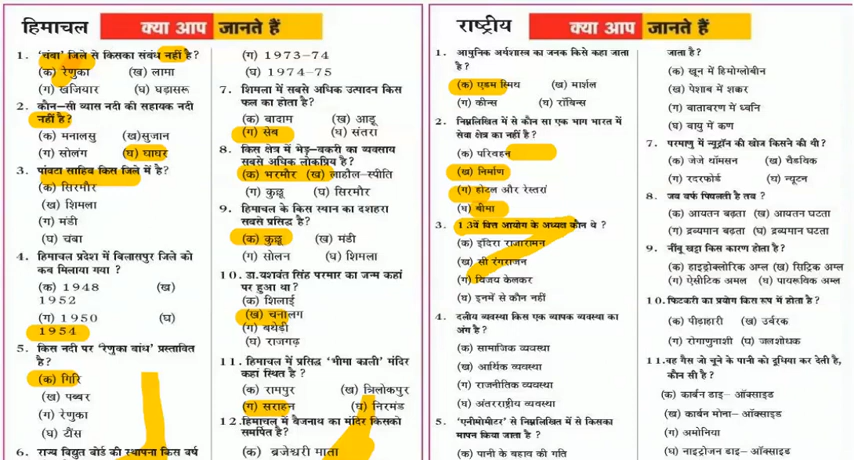 हिमाचल
क्या आप जानते हैं
1. 'चंबा' जिले से किसका संबंध नहीं है?
(क) रेणुका (ख) लामा
(ग) खजियार (घ) घड़ासरू
2. कौन-सी व्यास नदी की सहायक नदी
नहीं है?
(क) मनालसु (ख)सुजान
(ग) सोलंग (घ) घाघर
3. पांवटा साहिब किस जिले में है?
(क) सिरमौर
(ख) शिमला
(ग) मंडी
(घ) चंबा
4. हिमाचल प्रदेश में बिलासपुर जिले को
कब मिलाया गया ?
(क) 1948 (ख)
1952
(ग) 1950 (घ)
1954
5. किस नदी पर 'रेणुका बांध' प्रस्तावित
है?
(क) गिरि
(ख) पब्बर
(ग) रेणुका
(घ) टौंस
6. राज्य विद्युत बोर्ड की स्थापना किस वर्ष
(ग) 1973-74
(घ) 1974-75
7. शिमला में सबसे अधिक उत्पादन किस
फल का होता है?
(क) बादाम (ख) आडू
(ग) सेब (घ) संतरा
8. किस क्षेत्र में भेड़-बकरी का व्यवसाय
सबसे अधिक लोकप्रिय है?
(क) भरमौर (ख) लाहौल-स्पीति
(ग) कुल्लू (घ) सिरमौर
9. हिमाचल के किस स्थान का दशहरा
सबसे प्रसिद्ध है?
(क) कुल्लू (ख) मंडी
(ग) सोलन (घ) शिमला
10. डा.यशवंत सिंह परमार का जन्म कहां
पर हुआ था ?
(क) शिलाई
(ख) चनालग
(ग) बथेड़ी
(घ) राजगढ़
11. हिमाचल में प्रसिद्ध 'भीमा काली' मंदिर
कहां स्थित है ?
(क) रामपुर (ख) त्रिलोकपुर
(ग) सराहन (घ) निरमंड
12.हिमाचल में बैजनाथ का मंदिर किसको
समर्पित है?
(क) ब्रजेश्वरी माता
राष्ट्रीय
क्या आप जानते हैं
1. आधुनिक अर्थशास्त्र का जनक किसे कहा जाता
है ?
(क) एडम स्मिथ (ख) मार्शल
(ग) कीन्स (घ) रॉबिन्स
2. निम्नलिखित में से कौन सा एक भाग भारत में
सेवा क्षेत्र का नहीं है ?
(क) परिवहन
(ख) निर्माण
(ग) होटल और रेस्तरां
(घ) बीमा
3. 13वें वित्त आयोग के अध्यक्ष कौन थे ?
(क) इंदिरा राजारामन
(ख) सी रंगराजन
(ग) विजय केलकर
(घ) इनमें से कौन नहीं
4. दलीय व्यवस्था किस एक व्यापक व्यवस्था का
अंग है ?
(क) सामाजिक व्यवस्था
(ख) आर्थिक व्यवस्था
(ग) राजनीतिक व्यवस्था
(घ) अंतरराष्ट्रीय व्यवस्था
5. 'एनीमोमीटर' से निम्नलिखित में से किसका
मापन किया जाता है ?
(क) पानी के बहाव की गति
जाता है?
(क) खून में हिमोग्लोबीन
(ख) पेशाब में शकर
(ग) वातावरण में ध्वनि
(घ) वायु में कण
7. परमाणु में न्यूट्रॉन की खोज किसने की थी?
(क) जेजे थॉमसन (ख) चैडविक
(ग) रदरफोर्ड (घ) न्यूटन
8. जब बर्फ पिघलती है तब ?
(क) आयतन बढ़ता (ख) आयतन घटता
(ग) द्रव्यमान बढ़ता (घ) द्रव्यमान घटता
9. नींबू खट्टा किस कारण होता है?
(क) हाइड्रोक्लोरिक अम्ल (ख) सिट्रिक अम्ल
(ग) ऐसीटिक अमल (घ) पायरूविक अम्ल
10.फिटकरी का प्रयोग किस रूप में होता है?
(क) पीड़ाहारी (ख) उर्वरक
(ग) रोगाणुनाशी (घ) जलशोधक
11.वह गैस जो चूने के पानी को दूधिया कर देती है,
कौन सी है ?
(क) कार्बन डाइ- ऑक्साइड
(ख) कार्बन मोना- ऑक्साइड
(ग) अमोनिया
(घ) नाइट्रोजन डाइ- ऑक्साइड